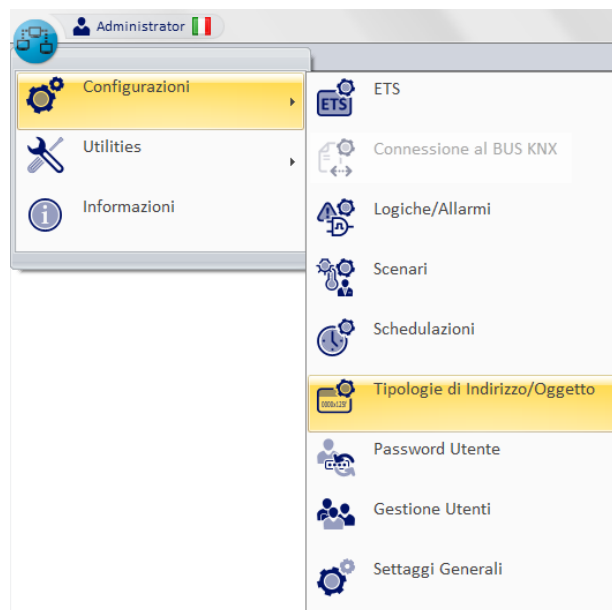 Administrator
Configurazioni
Utilities
Informazioni
ETS
ETS
Connessione al BUS KNX
Logiche/Allarmi
Scenari
Schedulazioni
Tipologie di Indirizzo/Oggetto
Password Utente
Gestione Utenti
Settaggi Generali